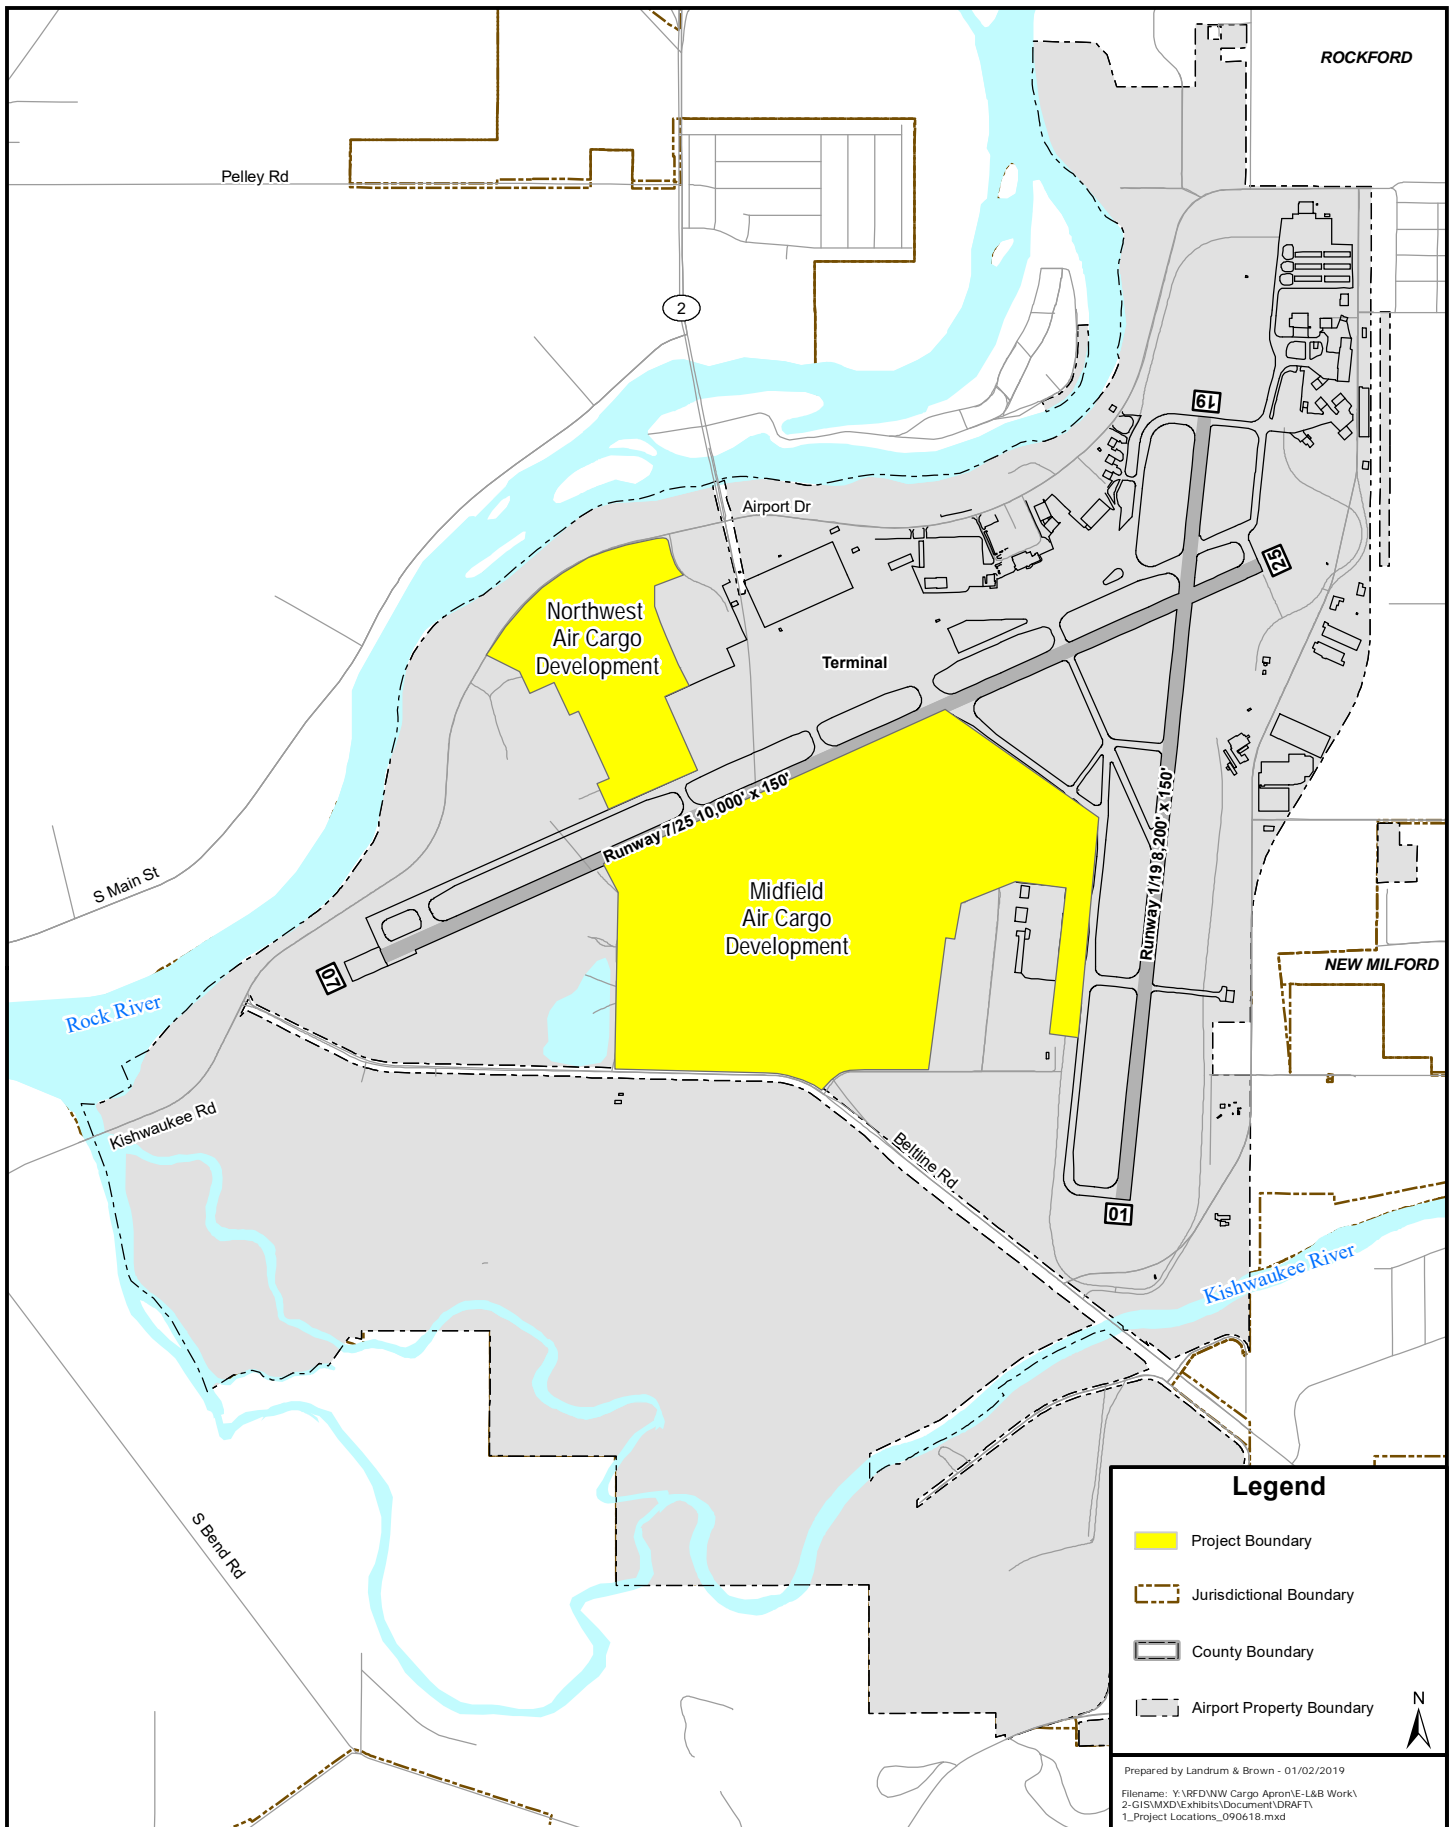 ROCKFORD
Pelley Rd
2
19
Airport Dr
25
Northwest
Air Cargo
Development
Terminal
Runway 7/25 10,000' x 150'
Runway 1/19 8,200' x 150'
S Main St
Midfield
Air Cargo
Development
07
NEW MILFORD
Rock River
Kishwaukee Rd
Beltline Rd
01
Kishwaukee River
S Bend Rd
Legend
Project Boundary
Jurisdictional Boundary
County Boundary
Airport Property Boundary
N
Prepared by Landrum & Brown - 01/02/2019
Filename: Y:\RFD\NW Cargo Apron\E-L&B Work\
2-GIS\MXD\Exhibits\Document\DRAFT\
1_Project Locations_090618.mxd